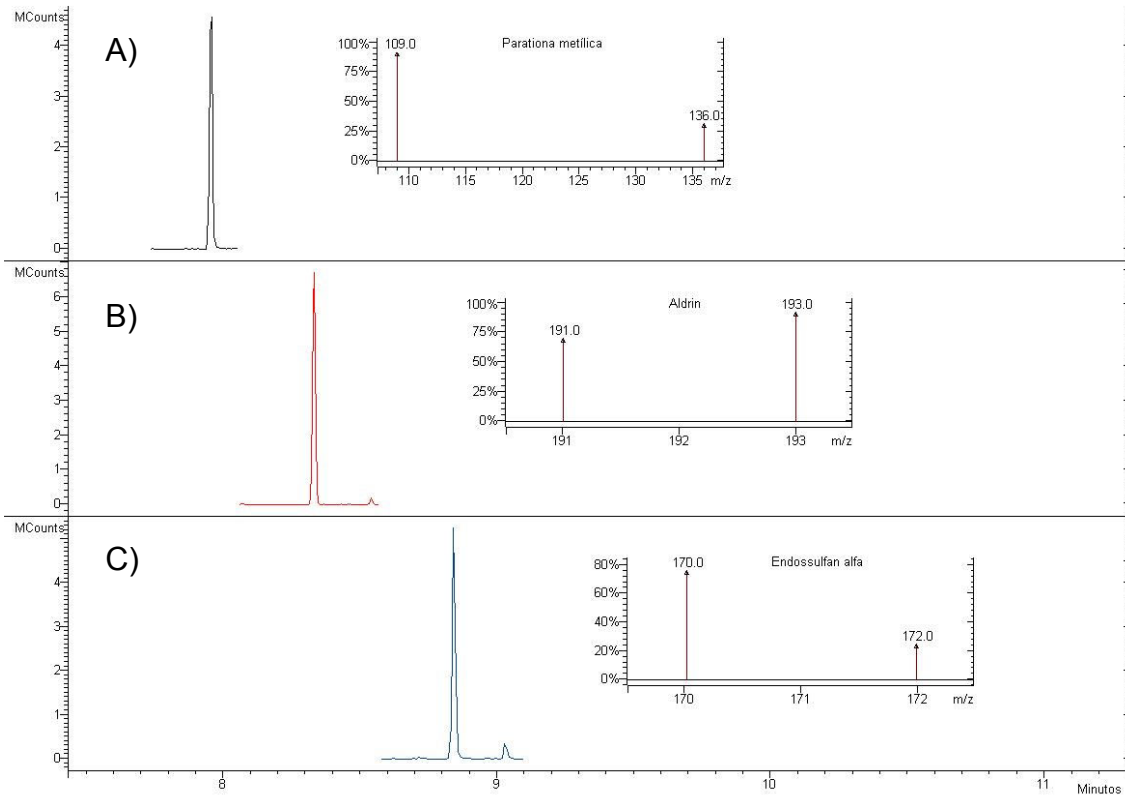 MCounts
4
3
2
1
0
A)
Parationa metílica
100%
75%
50%
25%
0%
109.0
136.0
110 115 120 125 130 135 m/z
MCounts
6
5
4
3
2
1
0
B)
Aldrin
100%
75%
50%
25%
0%
191.0
193.0
191 192 193 m/z
MCounts
4
3
2
1
0
C)
Endossulfan alfa
80%
60%
40%
20%
0%
170.0
172.0
170 171 172 m/z
8 9 10 11
Minutos